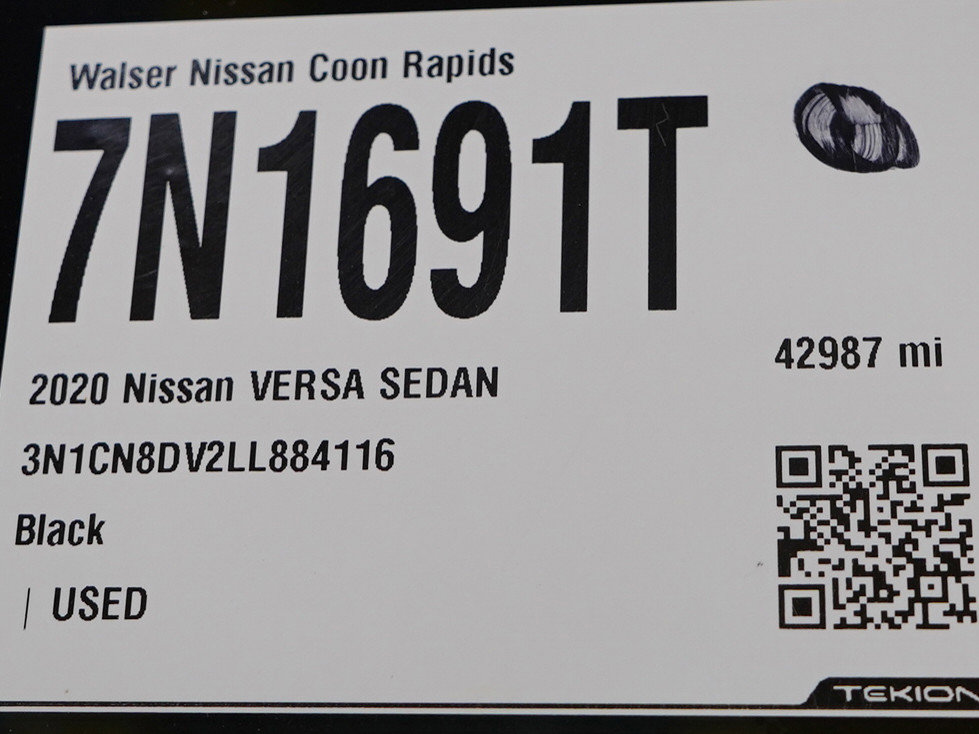 Walser Nissan Coon Rapids
7N1691T
42987 mi
2020 Nissan VERSA SEDAN
3N1CN8DV2LL884116
Black
| USED
TEKION